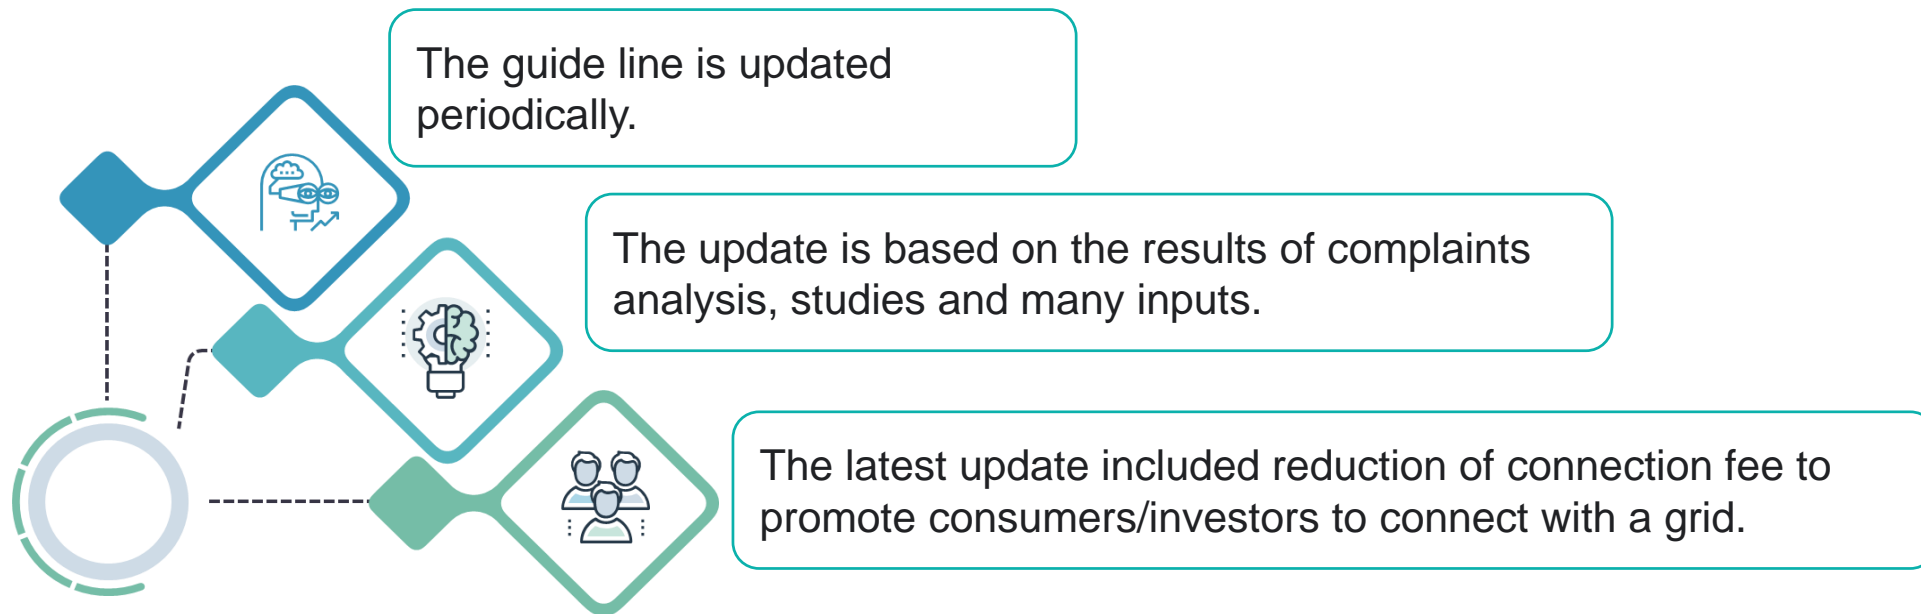 The guide line is updated
periodically.
The update is based on the results of complaints
analysis, studies and many inputs.
The latest update included reduction of connection fee to
promote consumers/investors to connect with a grid.